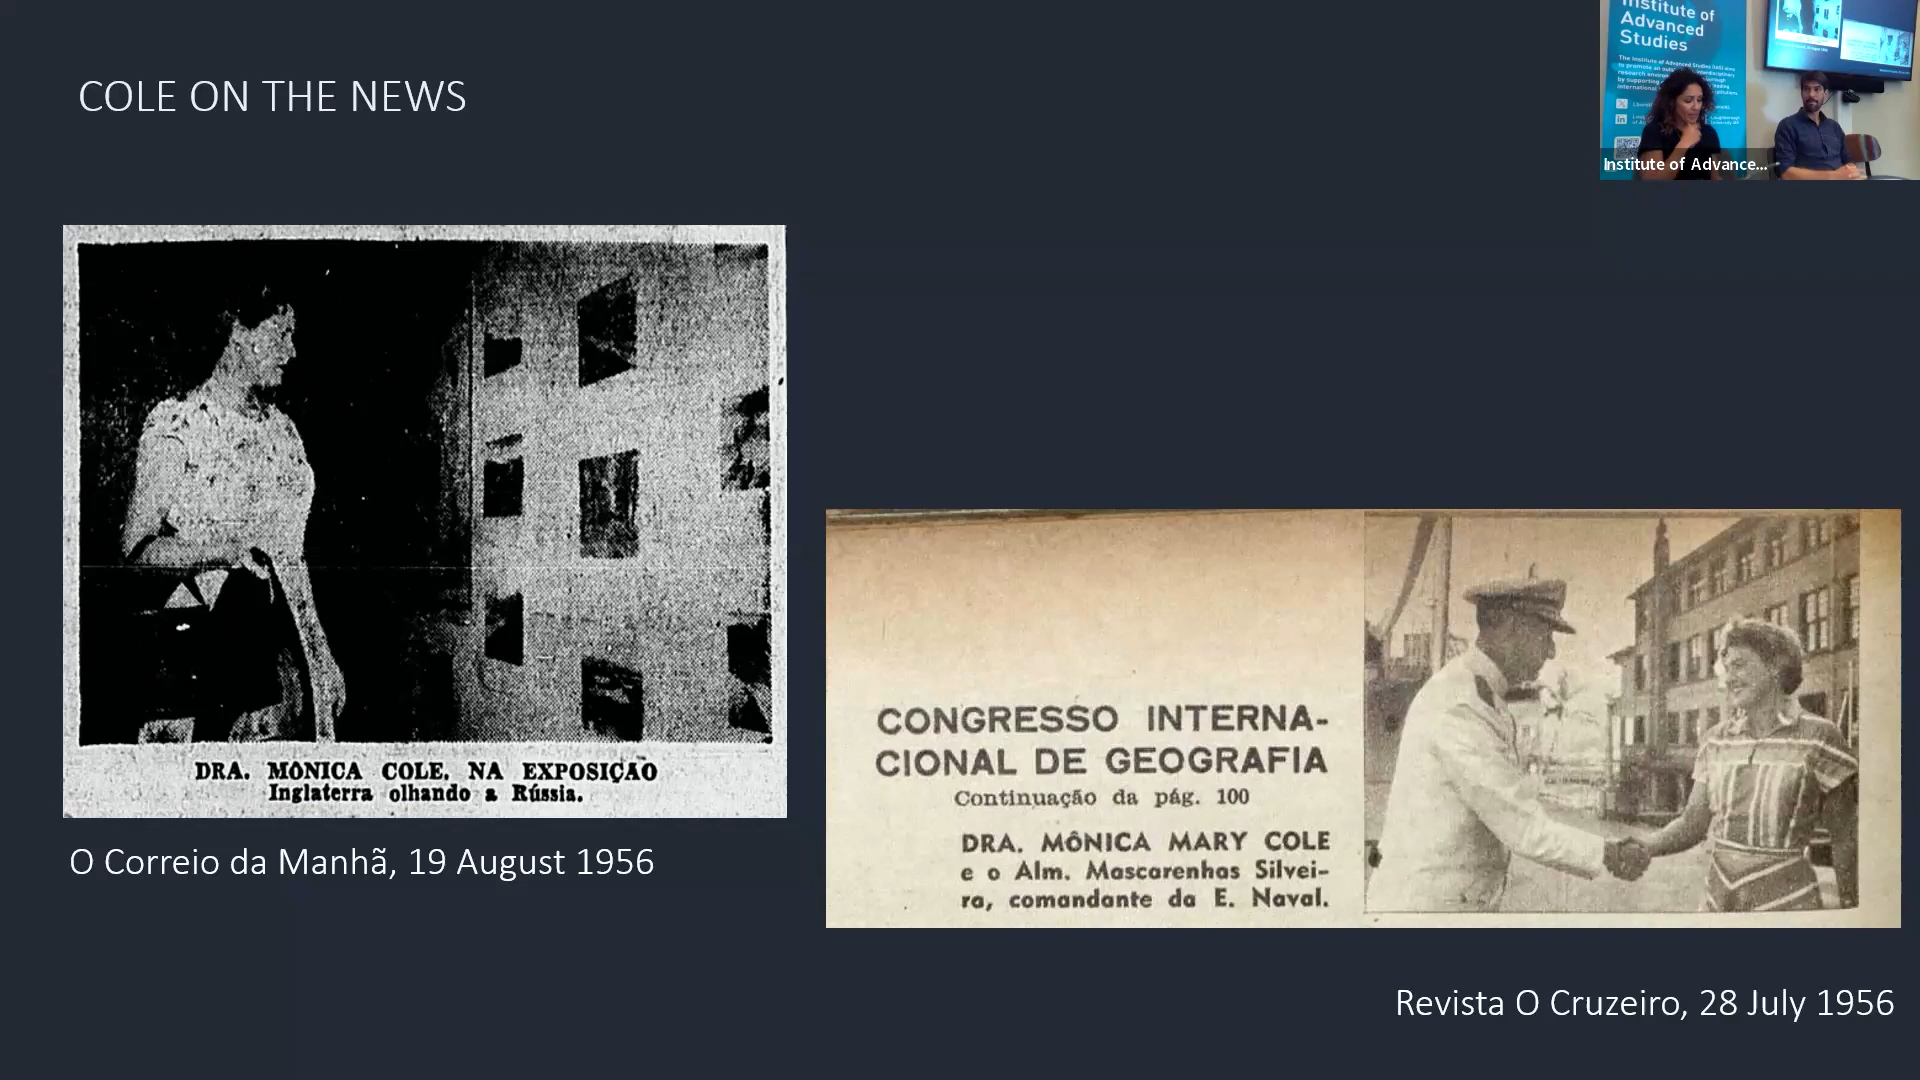 COLE ON THE NEWS
Institute of
Advanced
Studies
Institute of Advance...
DRA. MÔNICA COLE, NA EXPOSIÇÃO
Inglaterra olhando a Rússia.
O Correio da Manhã, 19 August 1956
CONGRESSO INTERNA-
CIONAL DE GEOGRAFIA
Continuação da pág. 100
DRA. MÔNICA MARY COLE
e o Alm. Mascarenhas Silvei-
ra, comandante da E. Naval.
Revista O Cruzeiro, 28 July 1956